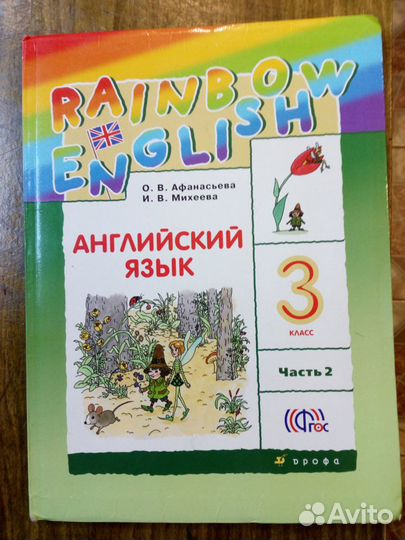 RAINBOW
ENGLISH
О. В. Афанасьева
И. В. Михеева
АНГЛИЙСКИЙ
ЯЗЫК
3
КЛАСС
Часть 2
ФГОС
дрофа
Avito